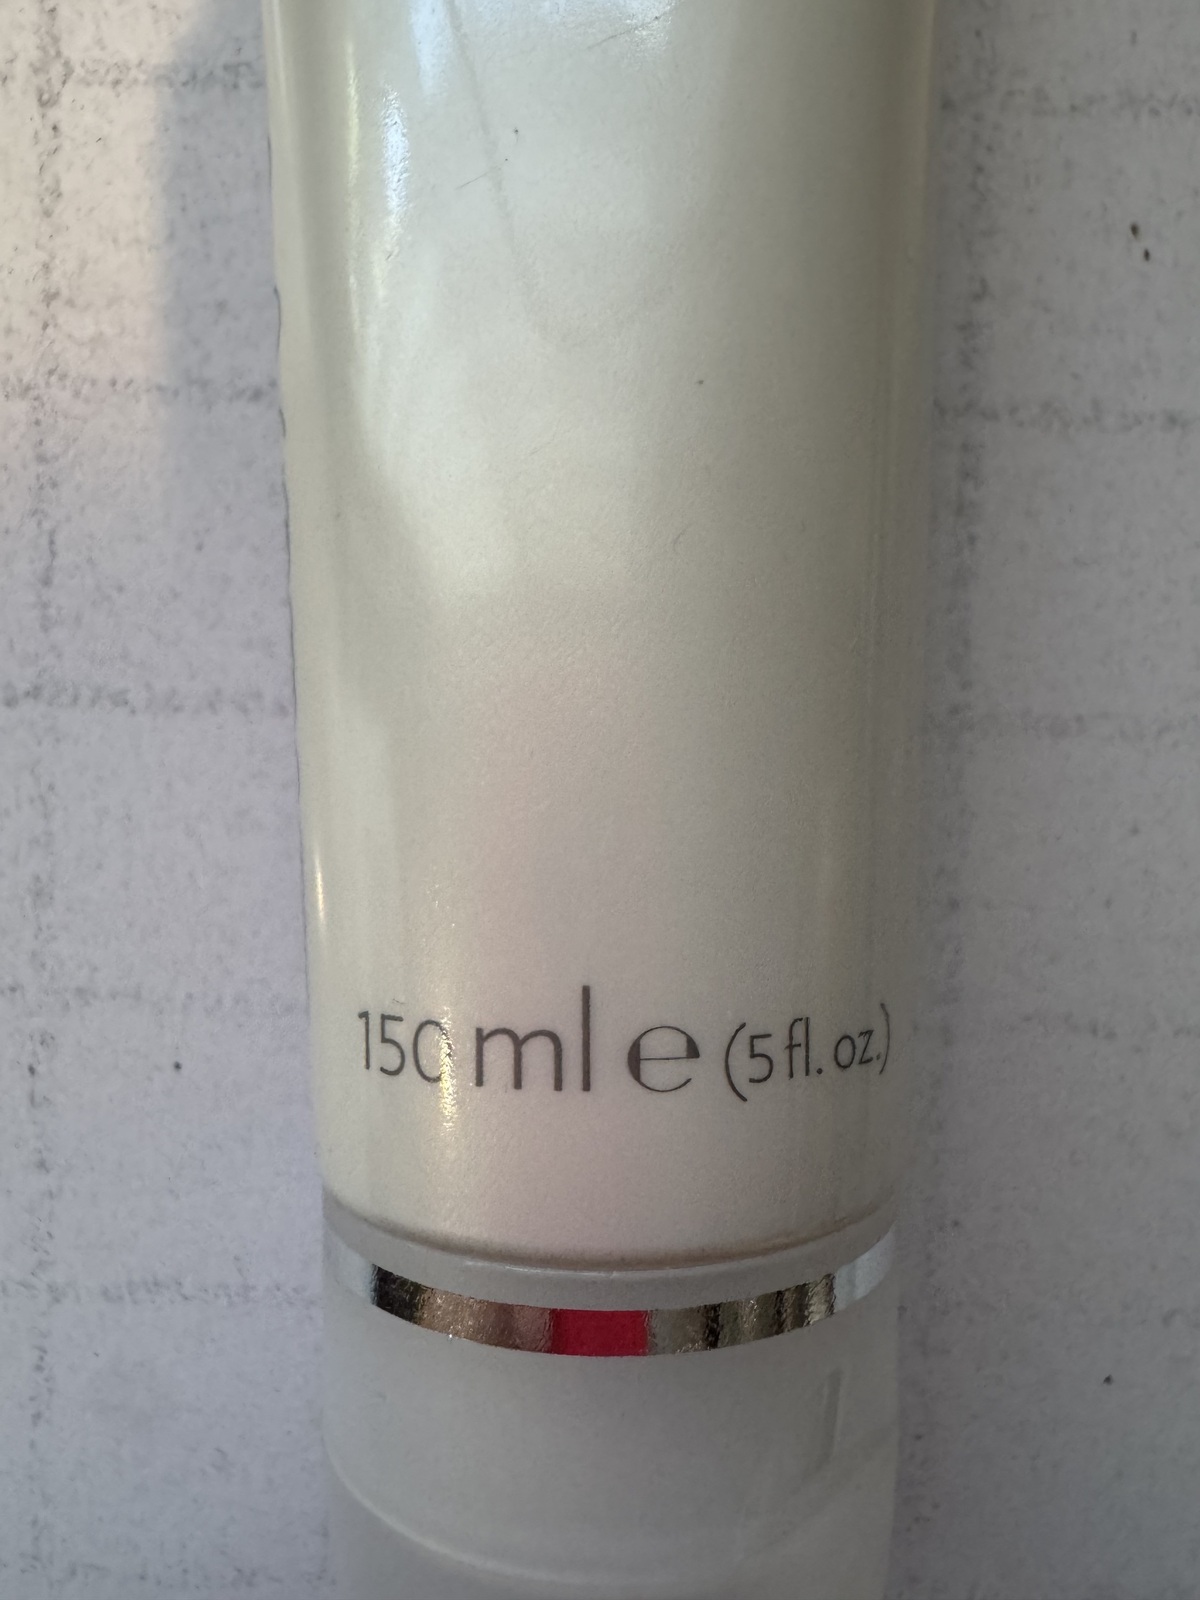 150 ml ℮ (5 fl. oz.)